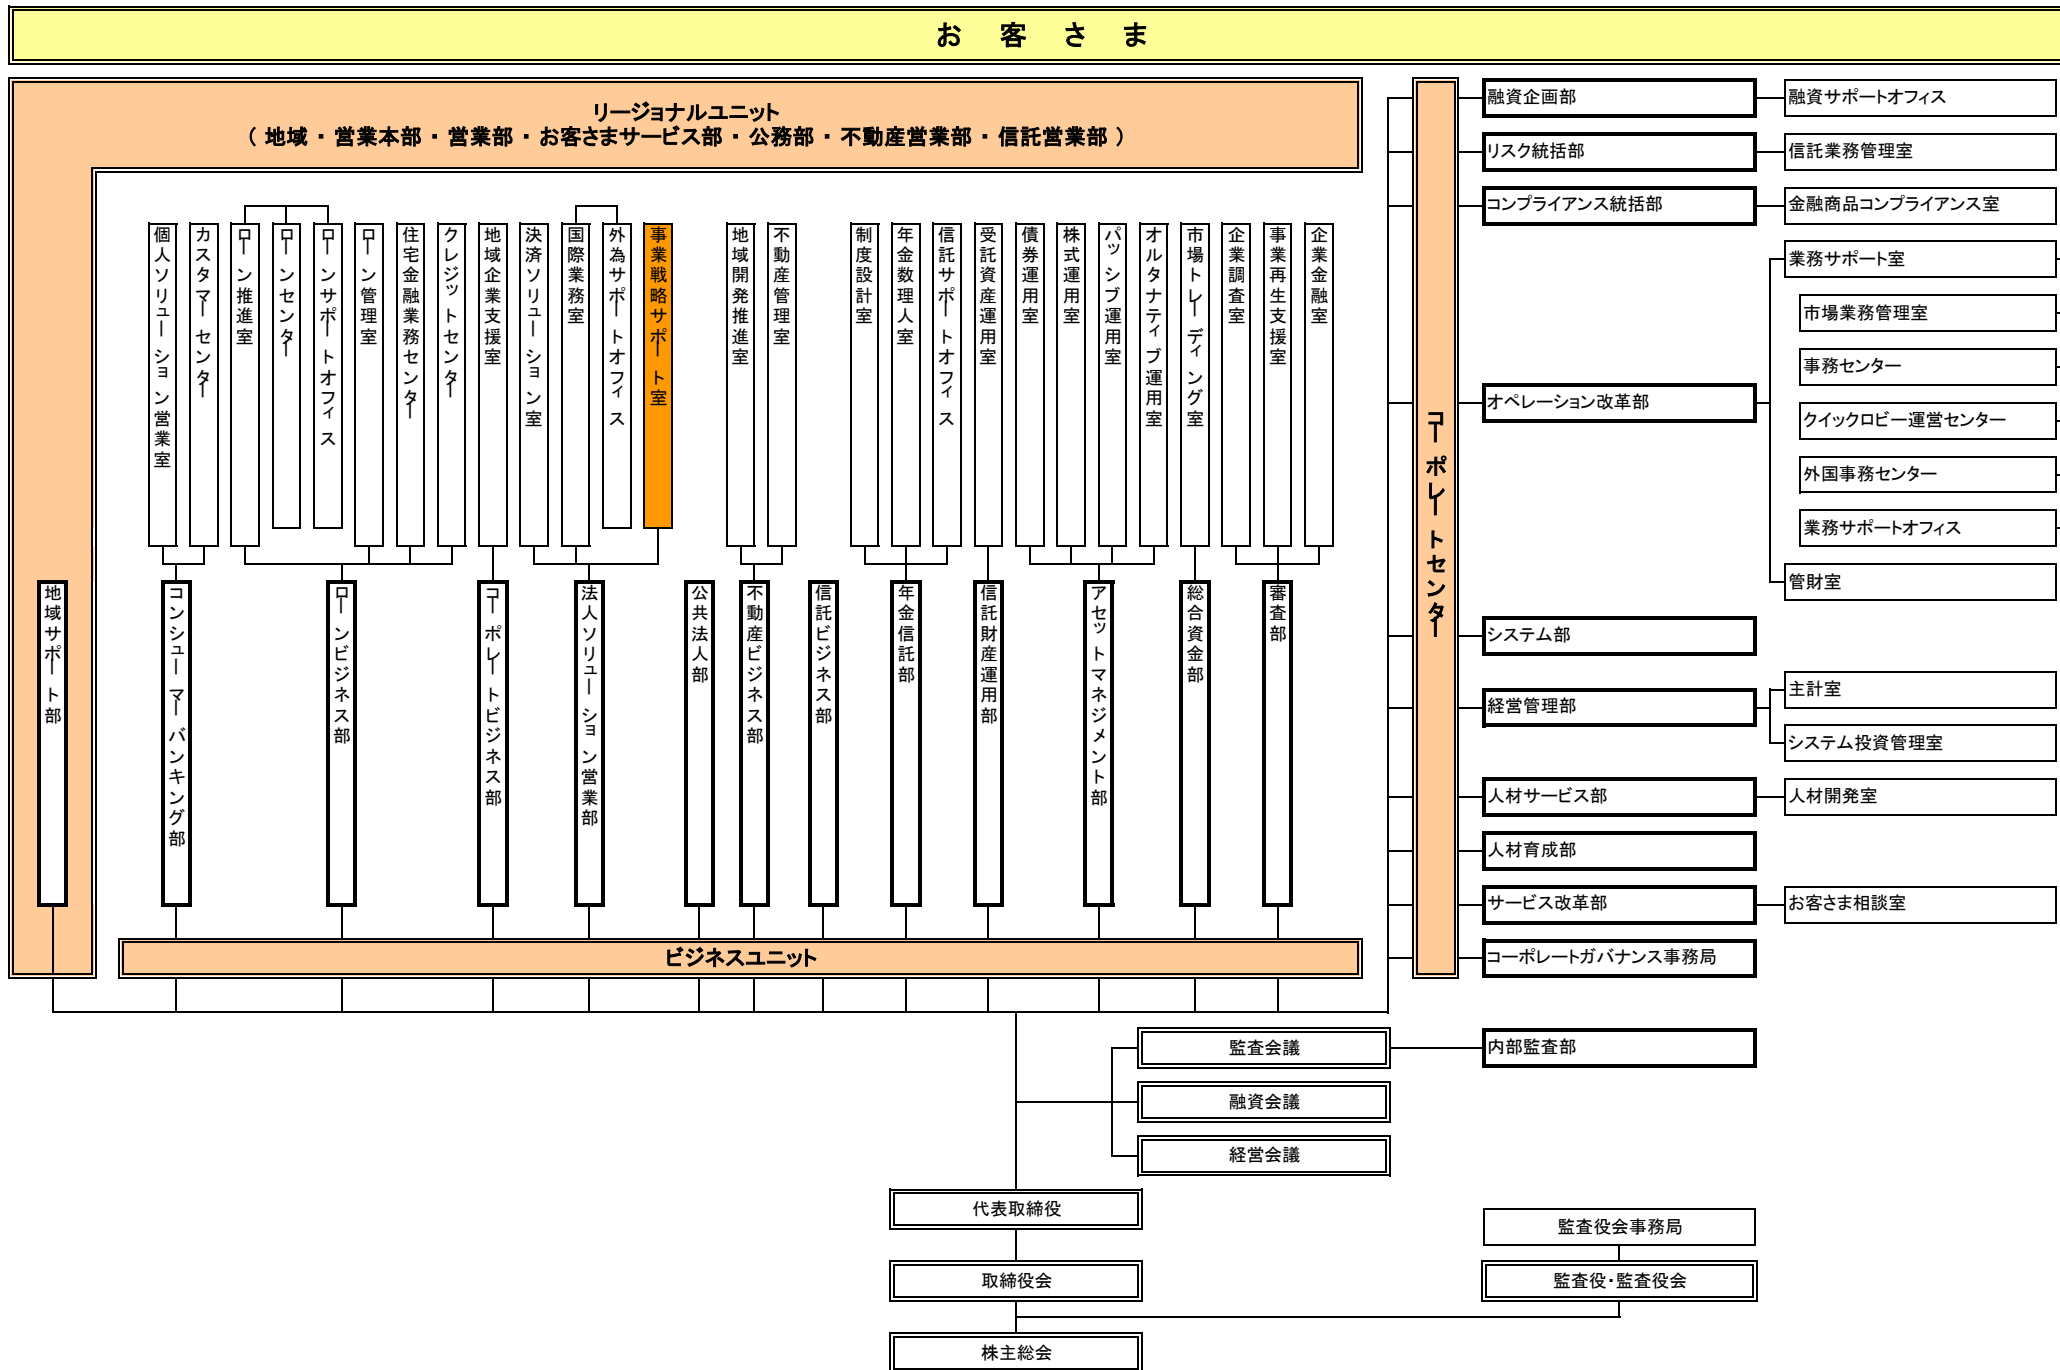 お客さま
リージョナルユニット
（ 地域 ・ 営業本部 ・ 営業部 ・ お客さまサービス部 ・ 公務部 ・ 不動産営業部 ・ 信託営業部 ）
個人ソリューション営業室
カスタマーセンター
ローン推進室
ローンセンター
ローンサポートオフィス
ローン管理室
住宅金融業務センター
クレジットセンター
地域企業支援室
決済ソリューション室
国際業務室
外為サポートオフィス
事業戦略サポート室
地域開発推進室
不動産管理室
制度設計室
年金数理人室
信託サポートオフィス
受託資産運用室
債券運用室
株式運用室
パッシブ運用室
オルタナティブ運用室
市場トレーディング室
企業調査室
事業再生支援室
企業金融室
地域サポート部
コンシューマーバンキング部
ローンビジネス部
コーポレートビジネス部
法人ソリューション営業部
公共法人部
不動産ビジネス部
信託ビジネス部
年金信託部
信託財産運用部
アセットマネジメント部
総合資金部
審査部
ビジネスユニット
コーポレートセンター
融資企画部
融資サポートオフィス
リスク統括部
信託業務管理室
コンプライアンス統括部
金融商品コンプライアンス室
業務サポート室
市場業務管理室
事務センター
オペレーション改革部
クイックロビー運営センター
外国事務センター
業務サポートオフィス
管財室
システム部
主計室
経営管理部
システム投資管理室
人材サービス部
人材開発室
人材育成部
サービス改革部
お客さま相談室
コーポレートガバナンス事務局
監査会議
内部監査部
融資会議
経営会議
代表取締役
監査役会事務局
取締役会
監査役・監査役会
株主総会